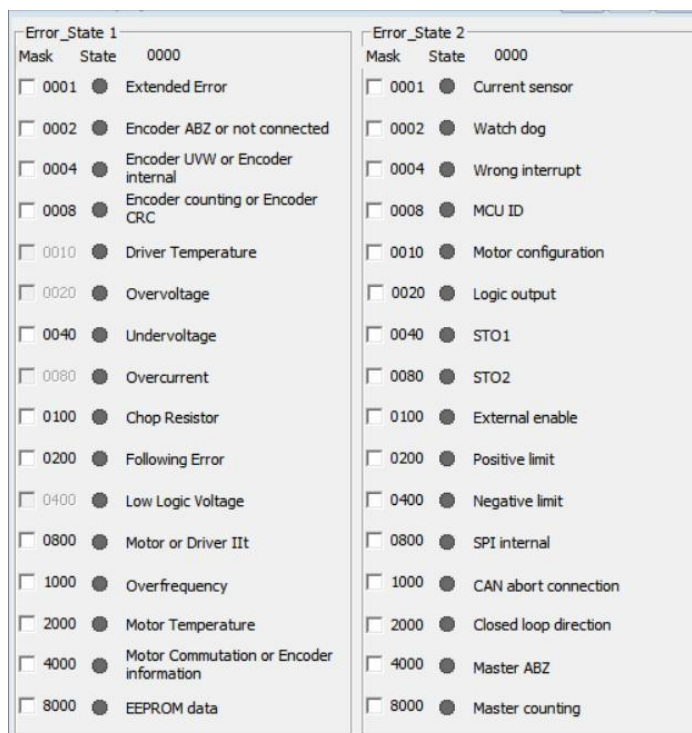 Error_State 1
Mask State 0000
0001 Extended Error
0002 Encoder ABZ or not connected
0004 Encoder UVW or Encoder
internal
0008 Encoder counting or Encoder
CRC
0010 Driver Temperature
0020 Overvoltage
0040 Undervoltage
0080 Overcurrent
0100 Chop Resistor
0200 Following Error
0400 Low Logic Voltage
0800 Motor or Driver IIt
1000 Overfrequency
2000 Motor Temperature
4000 Motor Commutation or Encoder
information
8000 EEPROM data
Error_State 2
Mask State 0000
0001 Current sensor
0002 Watch dog
0004 Wrong interrupt
0008 MCU ID
0010 Motor configuration
0020 Logic output
0040 STO1
0080 STO2
0100 External enable
0200 Positive limit
0400 Negative limit
0800 SPI internal
1000 CAN abort connection
2000 Closed loop direction
4000 Master ABZ
8000 Master counting